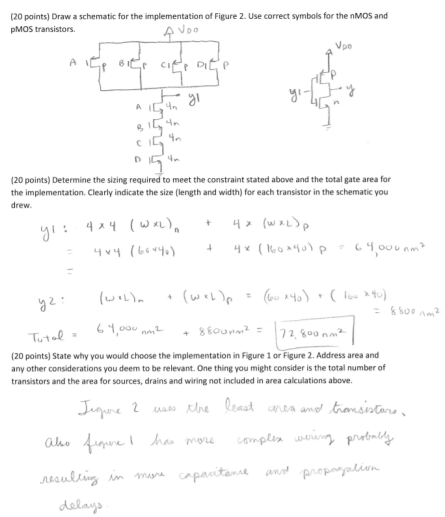 (20 points) Draw a schematic for the implementation of Figure 2. Use correct symbols for the nMOS and
pMOS transistors.
VDD
A P B P C P D P
VDD
P
y1 y
n
y1
A 4n
B 4n
C 4n
D 4n
(20 points) Determine the sizing required to meet the constraint stated above and the total gate area for
the implementation. Clearly indicate the size (length and width) for each transistor in the schematic you
drew.
y1 : 4 x 4 (W x L)n + 4 x (W x L)p
= 4 x 4 (60 x 40) + 4 x (160 x 40) p = 64,000 nm²
=
y2 : (W x L)n + (W x L)p = (60 x 40) + (160 x 40)
= 8800 nm²
Total = 64,000 nm² + 8800 nm² = 72,800 nm²
(20 points) State why you would choose the implementation in Figure 1 or Figure 2. Address area and
any other considerations you deem to be relevant. One thing you might consider is the total number of
transistors and the area for sources, drains and wiring not included in area calculations above.
Figure 2 uses the least area and transistors.
Also figure 1 has more complex wiring probably
resulting in more capacitance and propagation
delays.